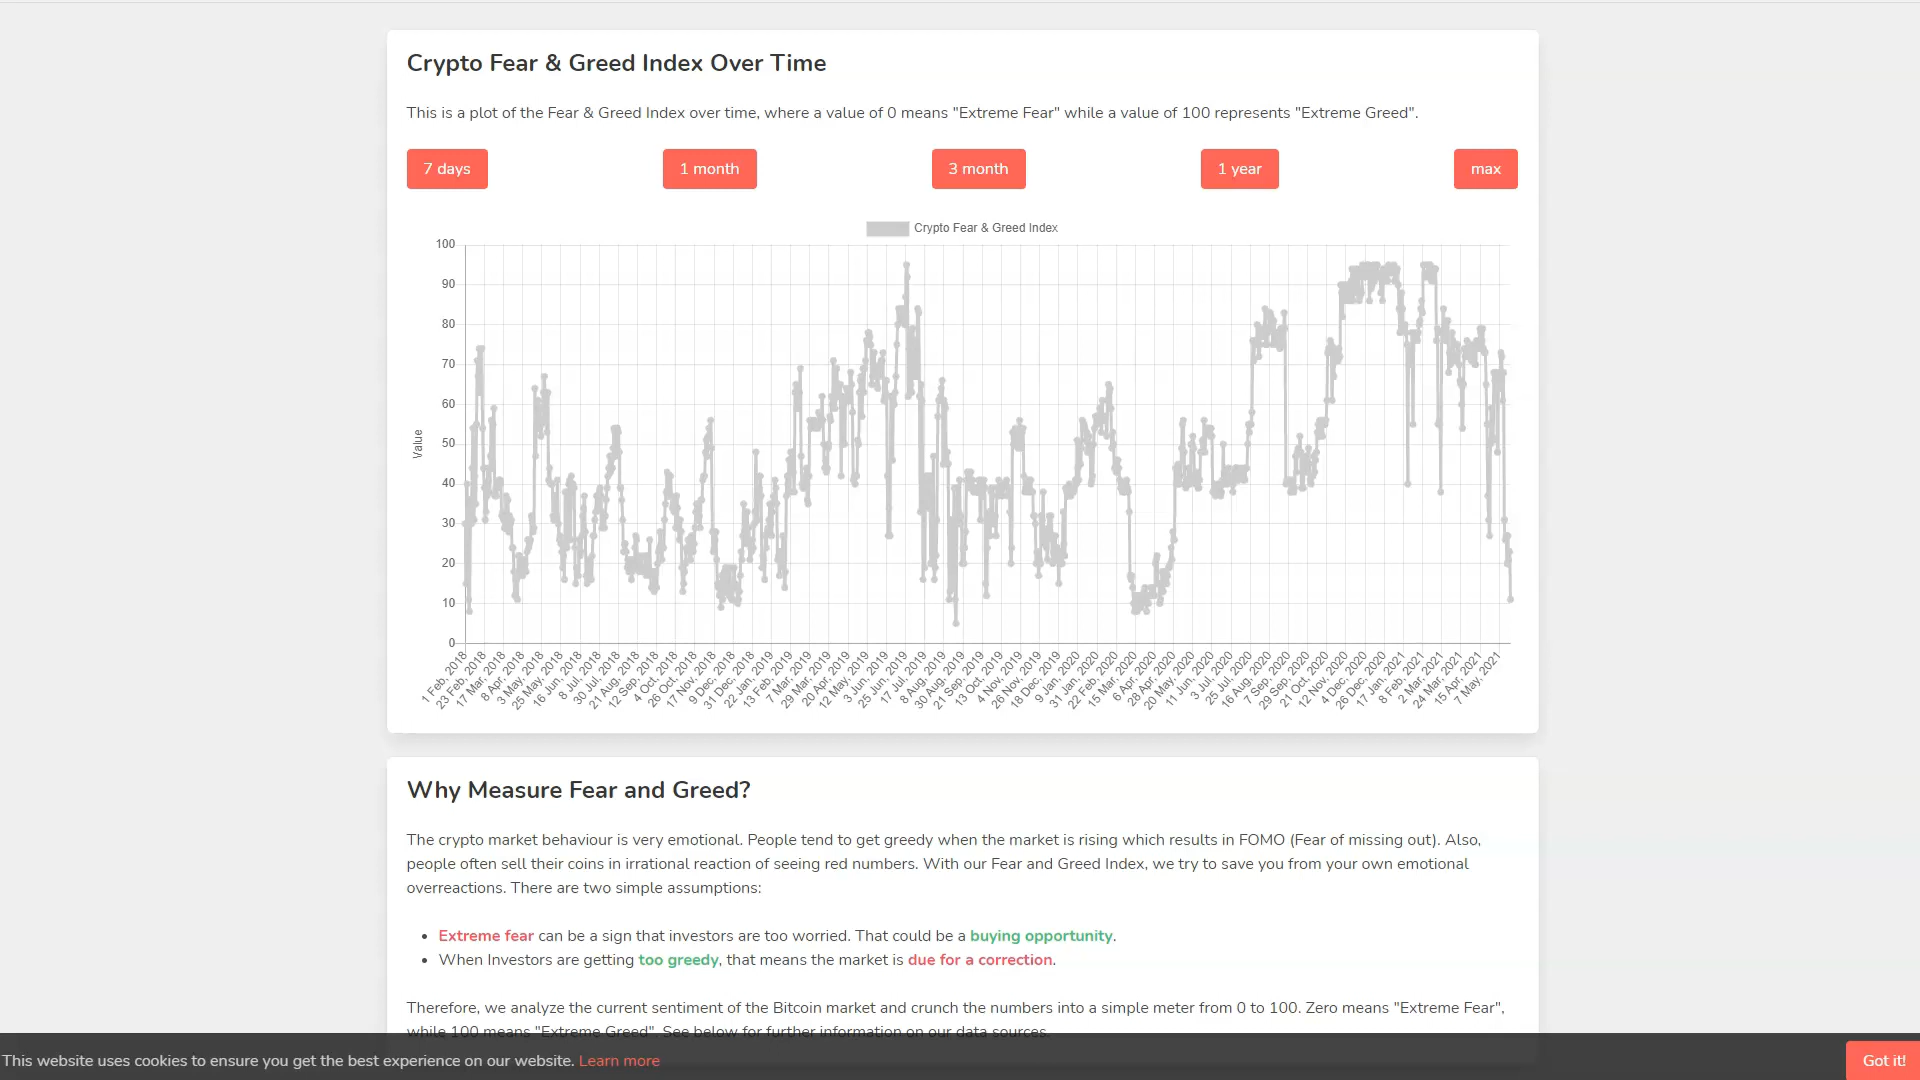 Crypto Fear & Greed Index Over Time
This is a plot of the Fear & Greed Index over time, where a value of 0 means "Extreme Fear" while a value of 100 represents "Extreme Greed".
7 days 1 month 3 month 1 year max
Crypto Fear & Greed Index
100
90
80
70
60
50
40
30
20
10
0
Value
1 Feb, 2018
23 Feb, 2018
17 Mar, 2018
8 Apr, 2018
3 May, 2018
25 May, 2018
16 Jun, 2018
8 Jul, 2018
30 Jul, 2018
21 Aug, 2018
12 Sep, 2018
4 Oct, 2018
26 Oct, 2018
17 Nov, 2018
9 Dec, 2018
31 Dec, 2018
22 Jan, 2019
13 Feb, 2019
7 Mar, 2019
29 Mar, 2019
20 Apr, 2019
12 May, 2019
3 Jun, 2019
25 Jun, 2019
17 Jul, 2019
8 Aug, 2019
30 Aug, 2019
21 Sep, 2019
13 Oct, 2019
4 Nov, 2019
26 Nov, 2019
18 Dec, 2019
9 Jan, 2020
31 Jan, 2020
22 Feb, 2020
15 Mar, 2020
6 Apr, 2020
28 Apr, 2020
20 May, 2020
11 Jun, 2020
3 Jul, 2020
25 Jul, 2020
16 Aug, 2020
7 Sep, 2020
29 Sep, 2020
21 Oct, 2020
12 Nov, 2020
4 Dec, 2020
26 Dec, 2020
17 Jan, 2021
8 Feb, 2021
2 Mar, 2021
24 Mar, 2021
15 Apr, 2021
7 May, 2021
Why Measure Fear and Greed?
The crypto market behaviour is very emotional. People tend to get greedy when the market is rising which results in FOMO (Fear of missing out). Also,
people often sell their coins in irrational reaction of seeing red numbers. With our Fear and Greed Index, we try to save you from your own emotional
overreactions. There are two simple assumptions:
• Extreme fear can be a sign that investors are too worried. That could be a buying opportunity.
• When Investors are getting too greedy, that means the market is due for a correction.
Therefore, we analyze the current sentiment of the Bitcoin market and crunch the numbers into a simple meter from 0 to 100. Zero means "Extreme Fear",
while 100 means "Extreme Greed". See below for further information on our data sources.
This website uses cookies to ensure you get the best experience on our website. Learn more
Got it!